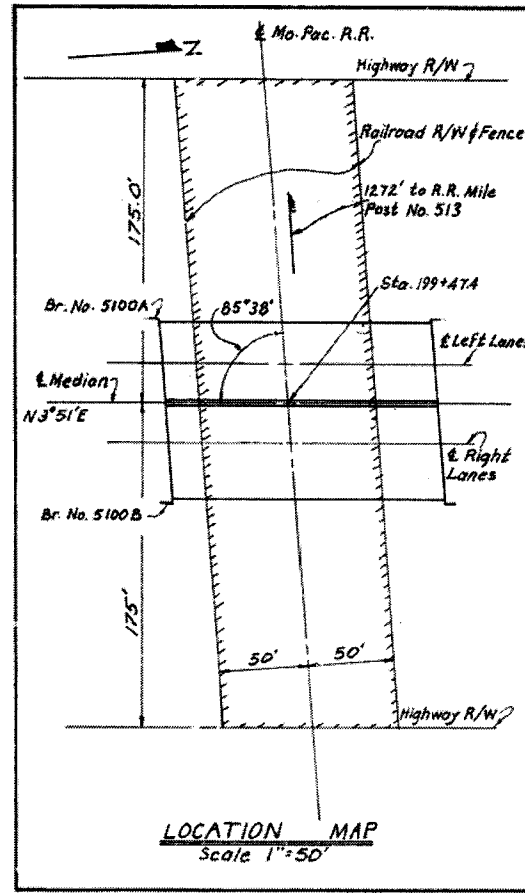 ℄ Mo. Pac. R.R.
N
Highway R/W
Railroad R/W & Fence
175.0'
1272' to R.R. Mile
Post No. 513
85°38'
Sta. 199+47.4
Br. No. 5100A
℄ Left Lanes
℄ Median
N3°51'E
℄ Right
Lanes
Br. No. 5100B
175'
50'
50'
Highway R/W
LOCATION MAP
Scale 1"=50'